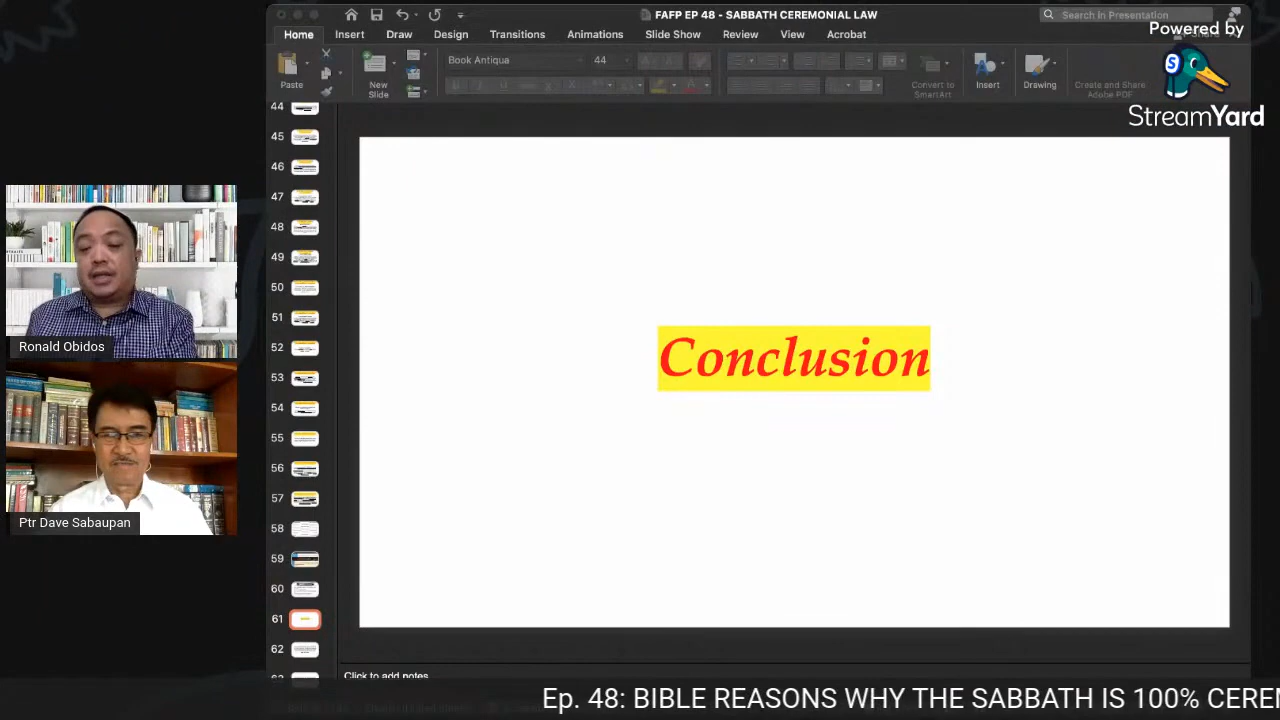 FAFP EP 48 - SABBATH CEREMONIAL LAW
Search in Presentation
Powered by
StreamYard
Home Insert Draw Design Transitions Animations Slide Show Review View Acrobat
Share
Paste
New
Slide
Book Antiqua
44
Convert to
SmartArt
Insert
Drawing
Create and Share
Adobe PDF
44
45
46
47
48
49
50
51
52
53
54
55
56
57
58
59
60
61
62
Conclusion
Ronald Obidos
Ptr Dave Sabaupan
Click to add notes
Ep. 48: BIBLE REASONS WHY THE SABBATH IS 100% CERE